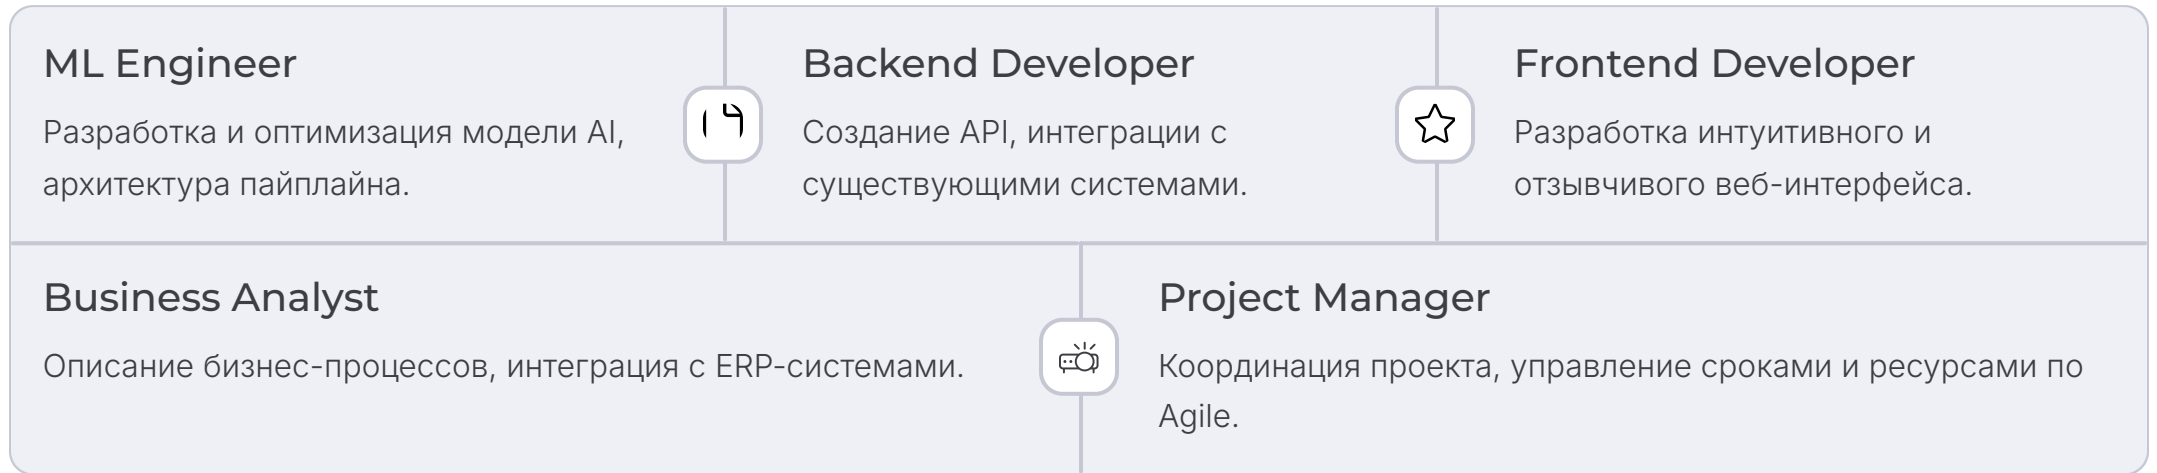 ML Engineer
Разработка и оптимизация модели AI,
архитектура пайплайна.
Backend Developer
Создание API, интеграции с
существующими системами.
Frontend Developer
Разработка интуитивного и
отзывчивого веб-интерфейса.
Business Analyst
Описание бизнес-процессов, интеграция с ERP-системами.
Project Manager
Координация проекта, управление сроками и ресурсами по
Agile.